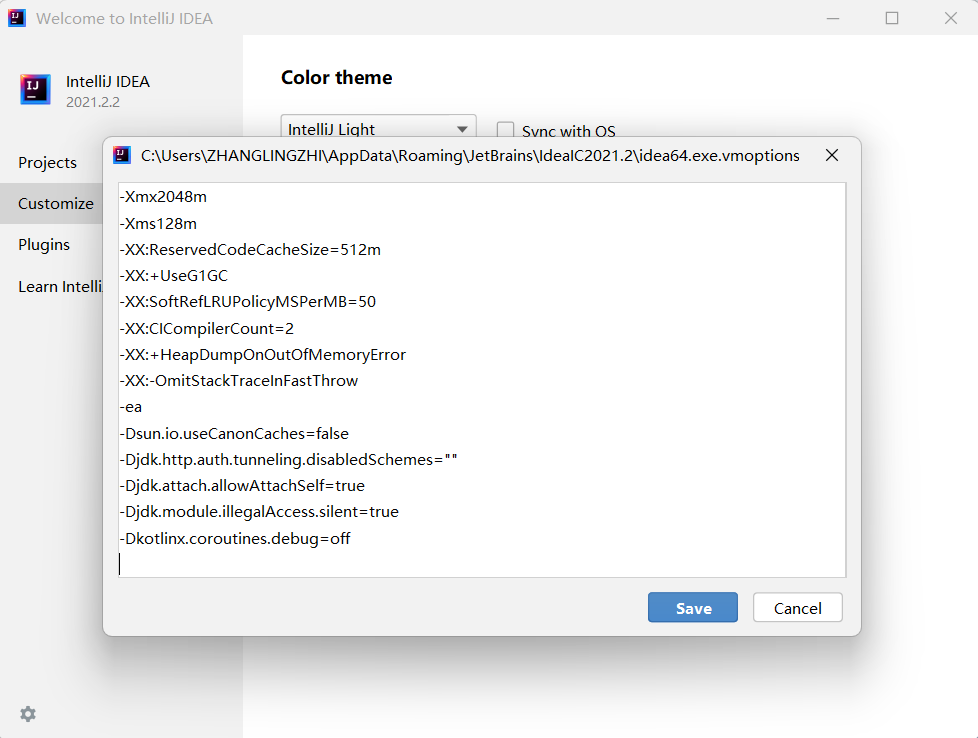 Welcome to IntelliJ IDEA
IntelliJ IDEA
2021.2.2
Projects
Customize
Plugins
Learn Intelli
Color theme
IntelliJ Light
Sync with OS
C:\Users\ZHANGLINGZHI\AppData\Roaming\JetBrains\IdeaIC2021.2\idea64.exe.vmoptions
-Xmx2048m
-Xms128m
-XX:ReservedCodeCacheSize=512m
-XX:+UseG1GC
-XX:SoftRefLRUPolicyMSPerMB=50
-XX:CICompilerCount=2
-XX:+HeapDumpOnOutOfMemoryError
-XX:-OmitStackTraceInFastThrow
-ea
-Dsun.io.useCanonCaches=false
-Djdk.http.auth.tunneling.disabledSchemes=""
-Djdk.attach.allowAttachSelf=true
-Djdk.module.illegalAccess.silent=true
-Dkotlinx.coroutines.debug=off
Save
Cancel